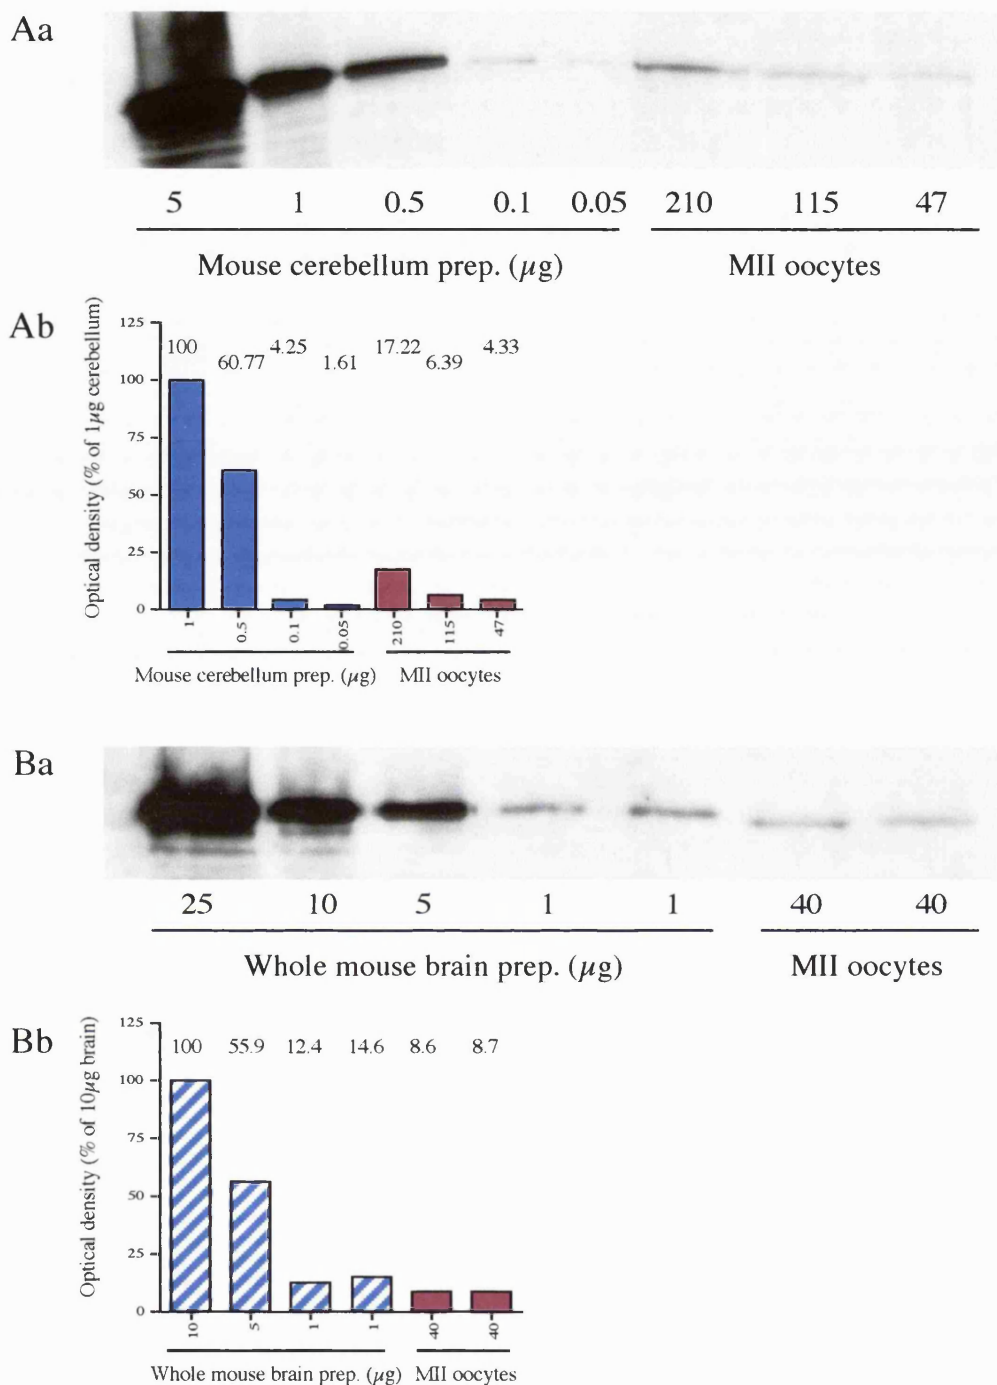 Aa
5 1 0.5 0.1 0.05 210 115 47
Mouse cerebellum prep. (μg) MII oocytes
Ab
Optical density (% of 1μg cerebellum)
125
100
75
50
25
0
100 60.77 4.25 1.61 17.22 6.39 4.33
1 0.5 0.1 0.05 210 115 47
Mouse cerebellum prep. (μg) MII oocytes
Ba
25 10 5 1 1 40 40
Whole mouse brain prep. (μg) MII oocytes
Bb
Optical density (% of 10μg brain)
125
100
75
50
25
0
100 55.9 12.4 14.6 8.6 8.7
10 5 1 1 40 40
Whole mouse brain prep. (μg) MII oocytes